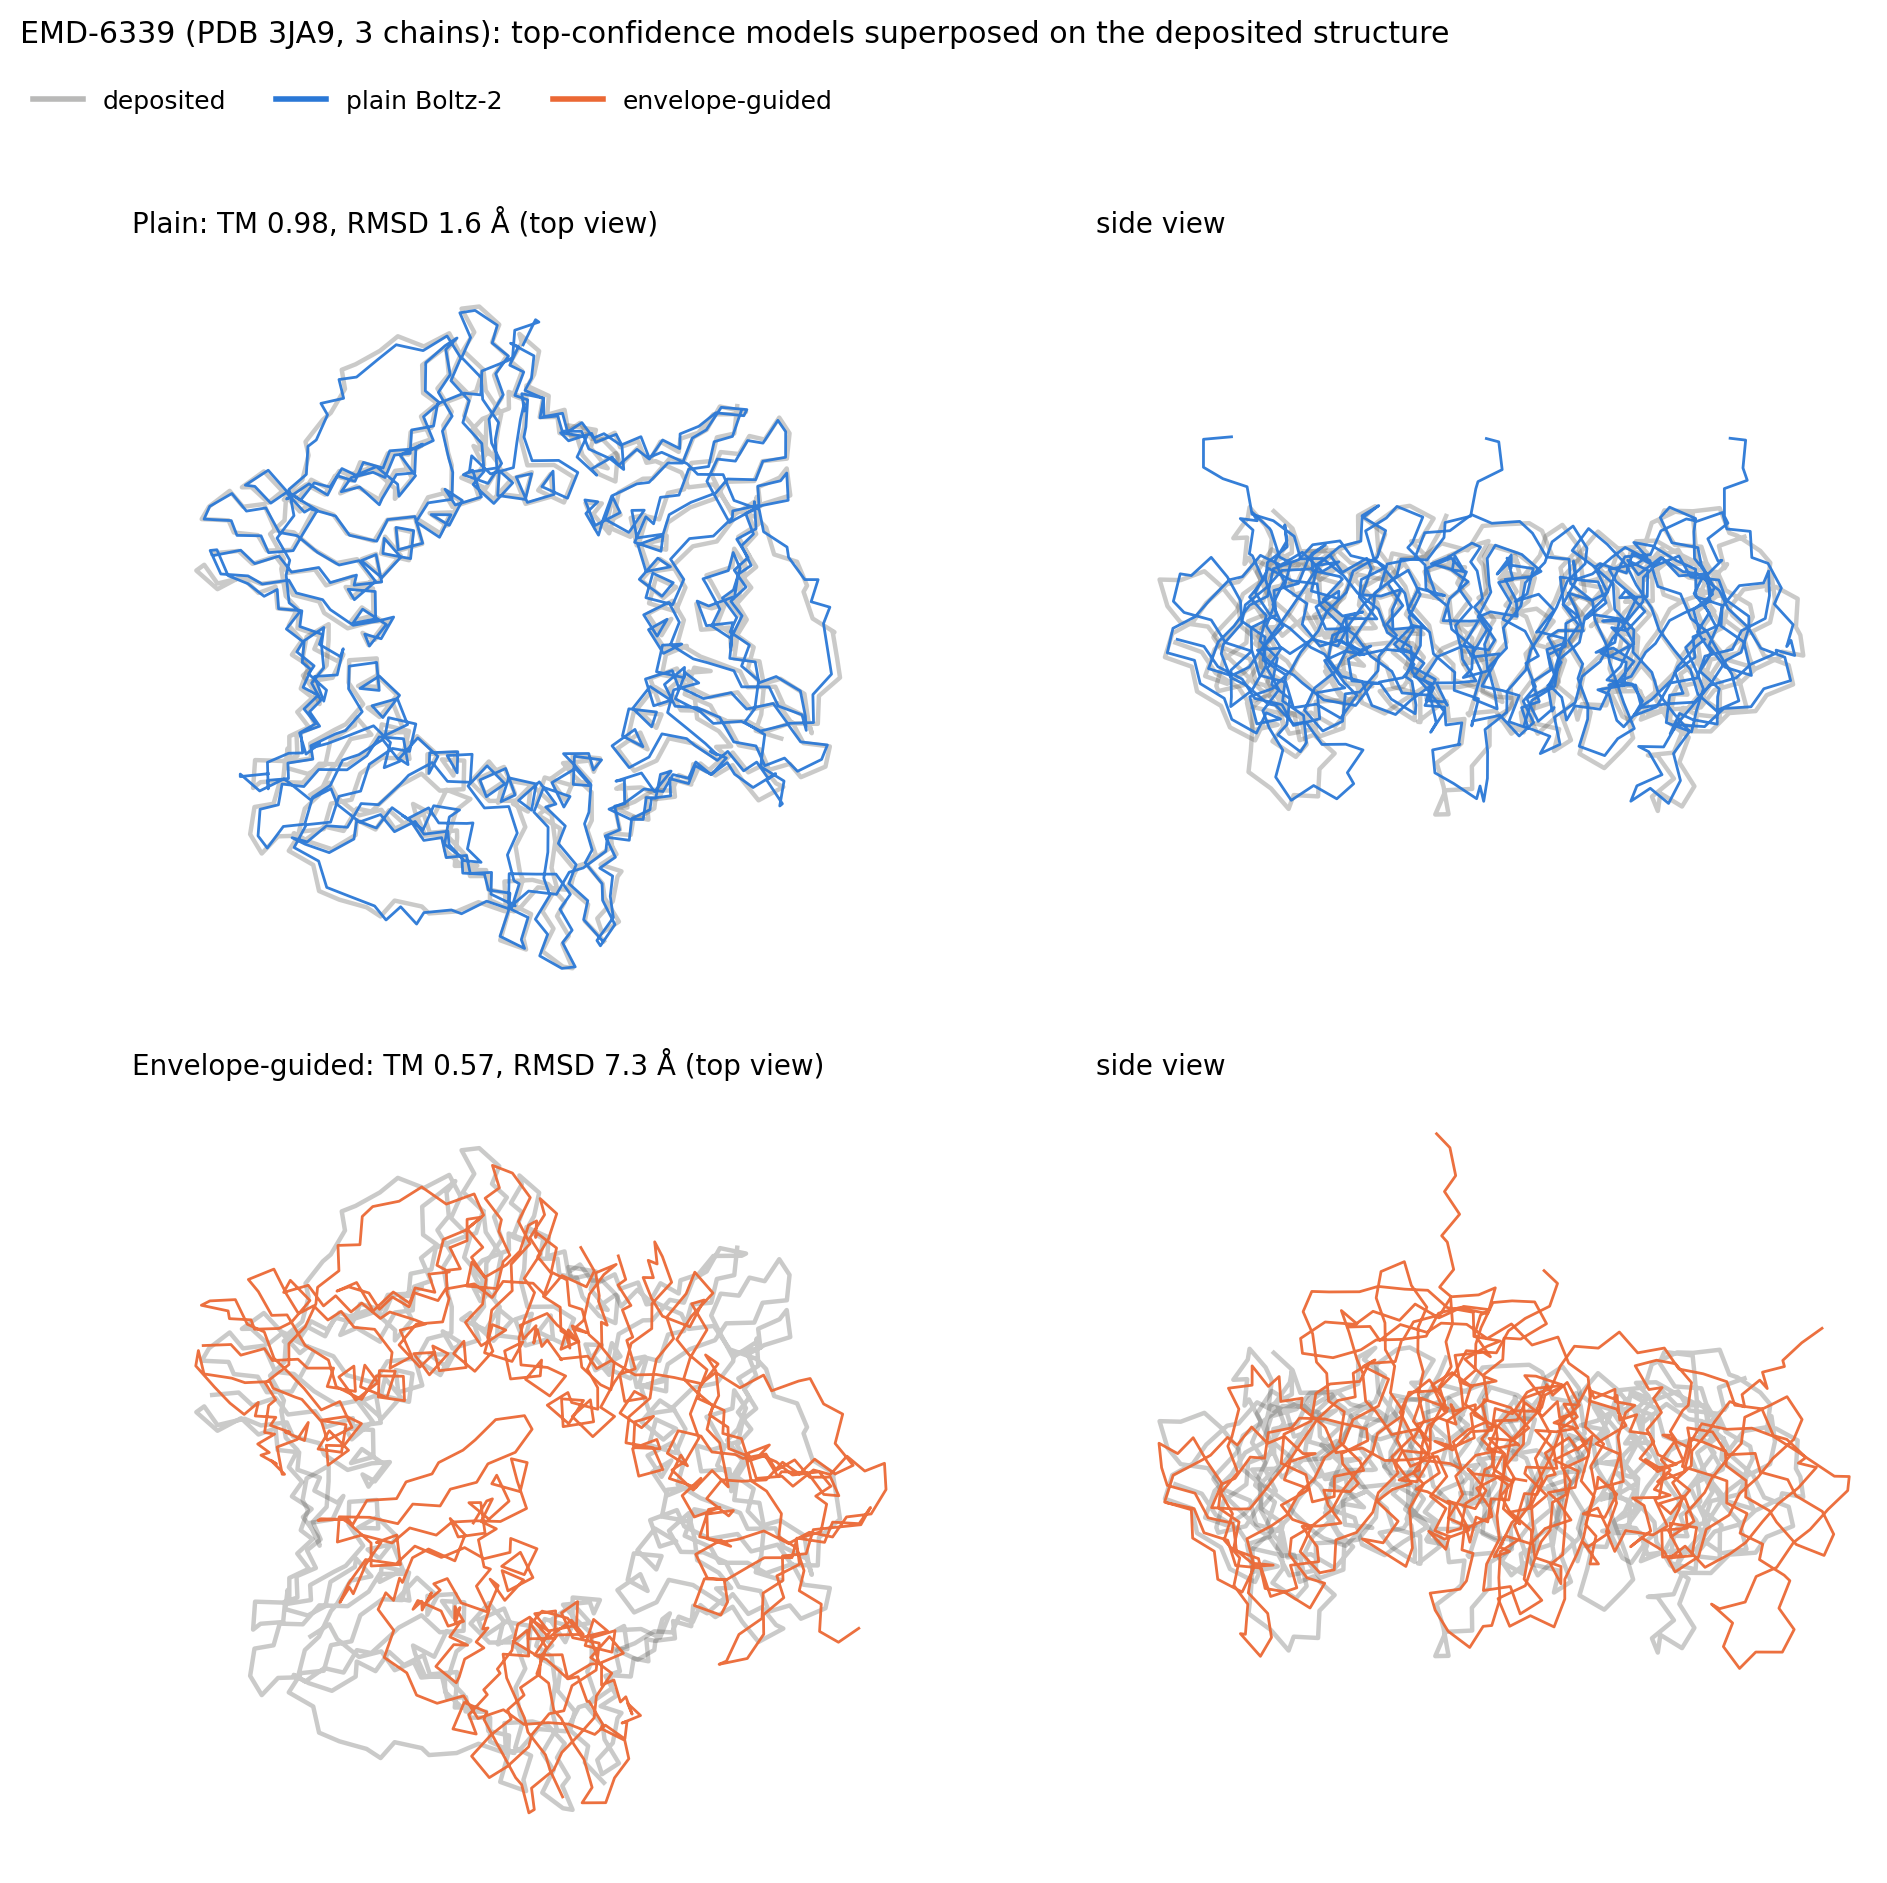 EMD-6339 (PDB 3JA9, 3 chains): top-confidence models superposed on the deposited structure
deposited plain Boltz-2 envelope-guided
Plain: TM 0.98, RMSD 1.6 Å (top view) side view
Envelope-guided: TM 0.57, RMSD 7.3 Å (top view) side view